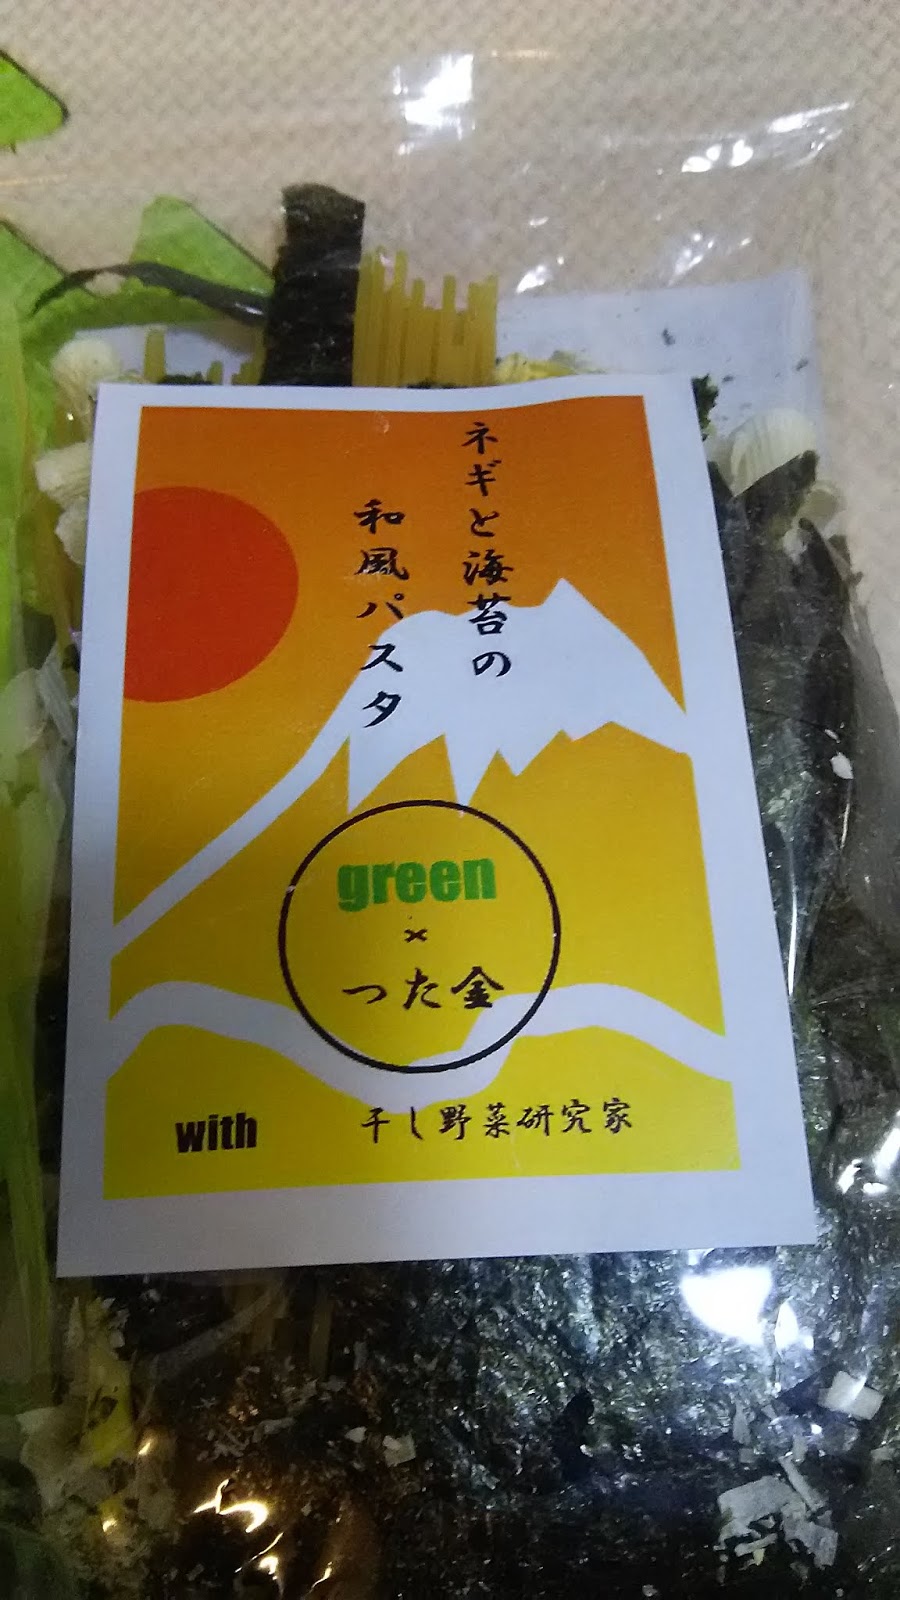 ネギと海苔の
和風パスタ
green
×
つた金
with 干し野菜研究家